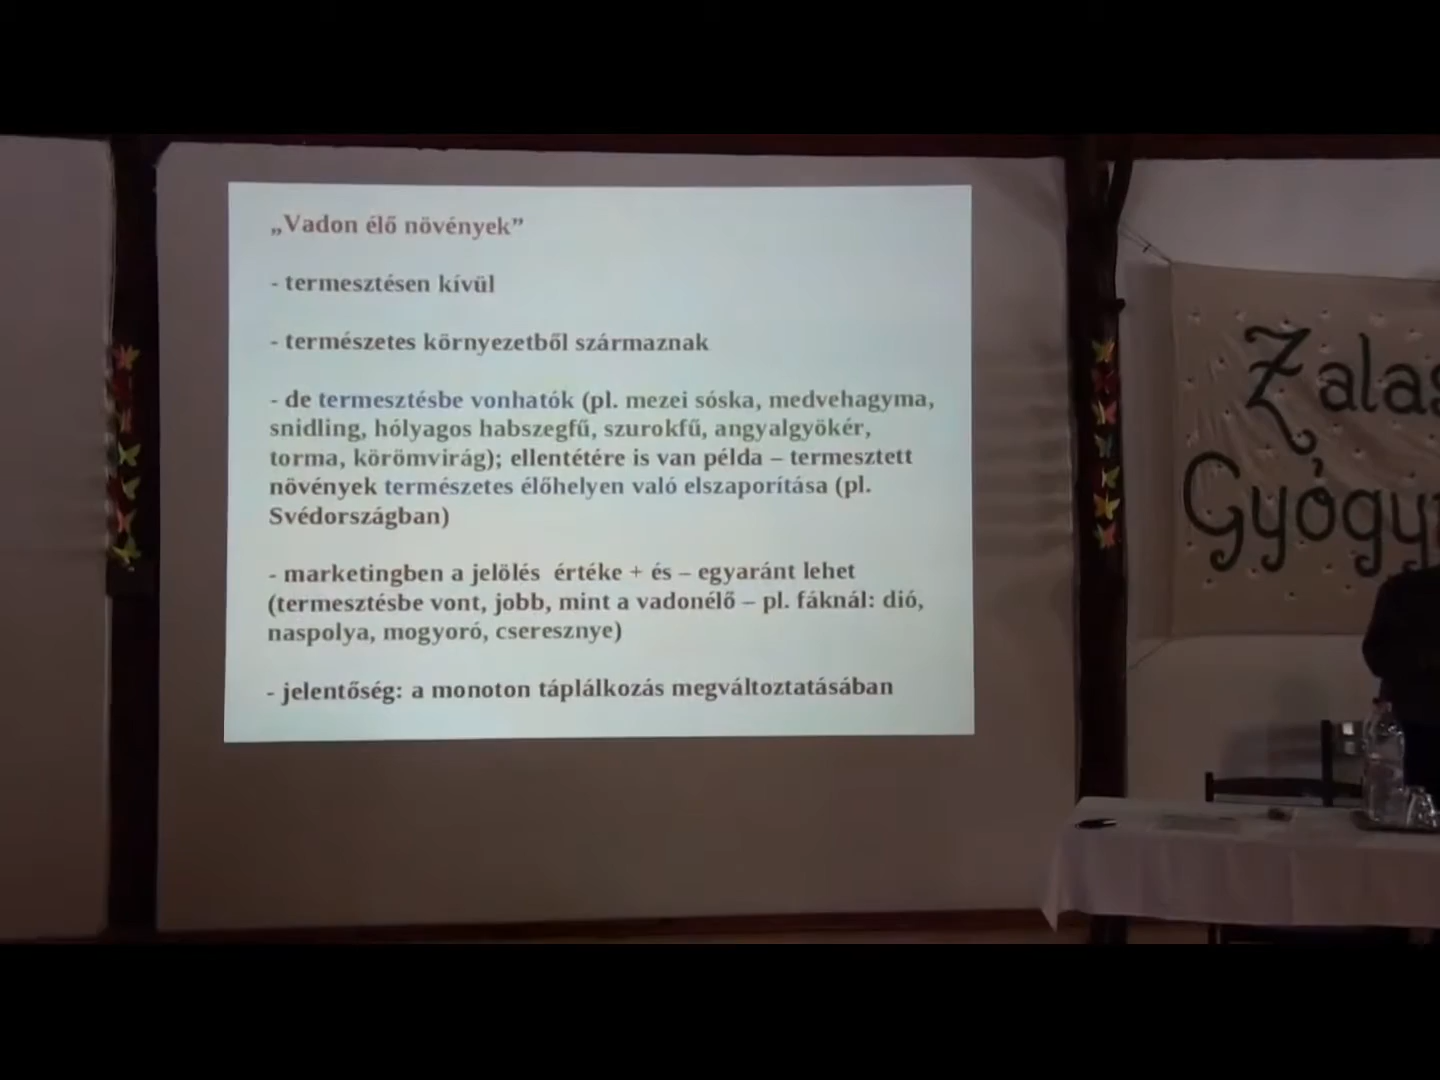 „Vadon élő növények”
- termesztésen kívül
- természetes környezetből származnak
- de termesztésbe vonhatók (pl. mezei sóska, medvehagyma,
snidling, hólyagos habszegfű, szurokfű, angyalgyökér,
torma, körömvirág); ellentétére is van példa – termesztett
növények természetes élőhelyen való elszaporítása (pl.
Svédországban)
- marketingben a jelölés értéke + és – egyaránt lehet
(termesztésbe vont, jobb, mint a vadonélő – pl. fáknál: dió,
naspolya, mogyoró, cseresznye)
- jelentőség: a monoton táplálkozás megváltoztatásában
Zalas
Gyógy